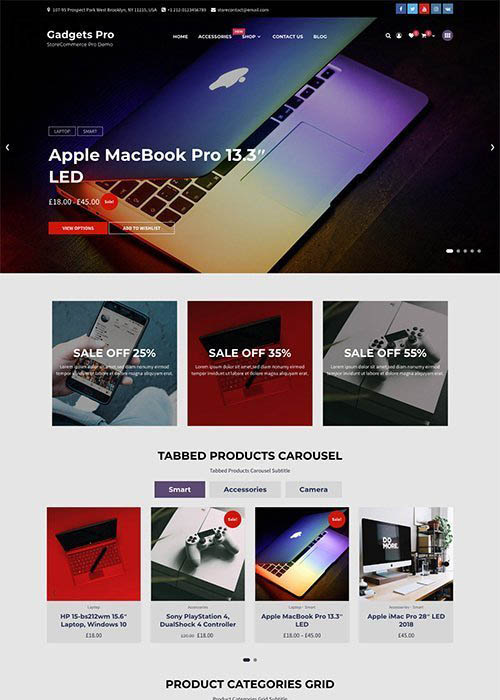 107-95 Prospect Park West Brooklyn, NY 11215, USA +1 212-0123456789 storecontact@email.com
Gadgets Pro
StoreCommerce Pro Demo
NEW
HOME ACCESSORIES SHOP CONTACT US BLOG
LAPTOP SMART
Apple MacBook Pro 13.3″
LED
£18.00 - £45.00 Sale!
VIEW OPTIONS ADD TO WISHLIST
SALE OFF 25% SALE OFF 35% SALE OFF 55%
Lorem ipsum dolor sit amet, diam nonumy eirmod
tempor invidunt ut labore et dolore magna aliquyam erat.
Lorem ipsum dolor sit amet, diam nonumy eirmod
tempor invidunt ut labore et dolore magna aliquyam erat.
Lorem ipsum dolor sit amet, diam nonumy eirmod
tempor invidunt ut labore et dolore magna aliquyam erat.
TABBED PRODUCTS CAROUSEL
Tabbed Products Carousel Subtitle
Smart Accessories Camera
Sale! Sale!
DO
MORE.
Laptop Accessories Laptop - Smart Smart
HP 15-bs212wm 15.6″
Laptop, Windows 10
£18.00
Sony PlayStation 4,
DualShock 4 Controller
£20.00 £18.00
Apple MacBook Pro 13.3″
LED
£18.00 – £45.00
Apple iMac Pro 28″ LED
2018
£45.00
PRODUCT CATEGORIES GRID
Product Categories Grid Subtitle